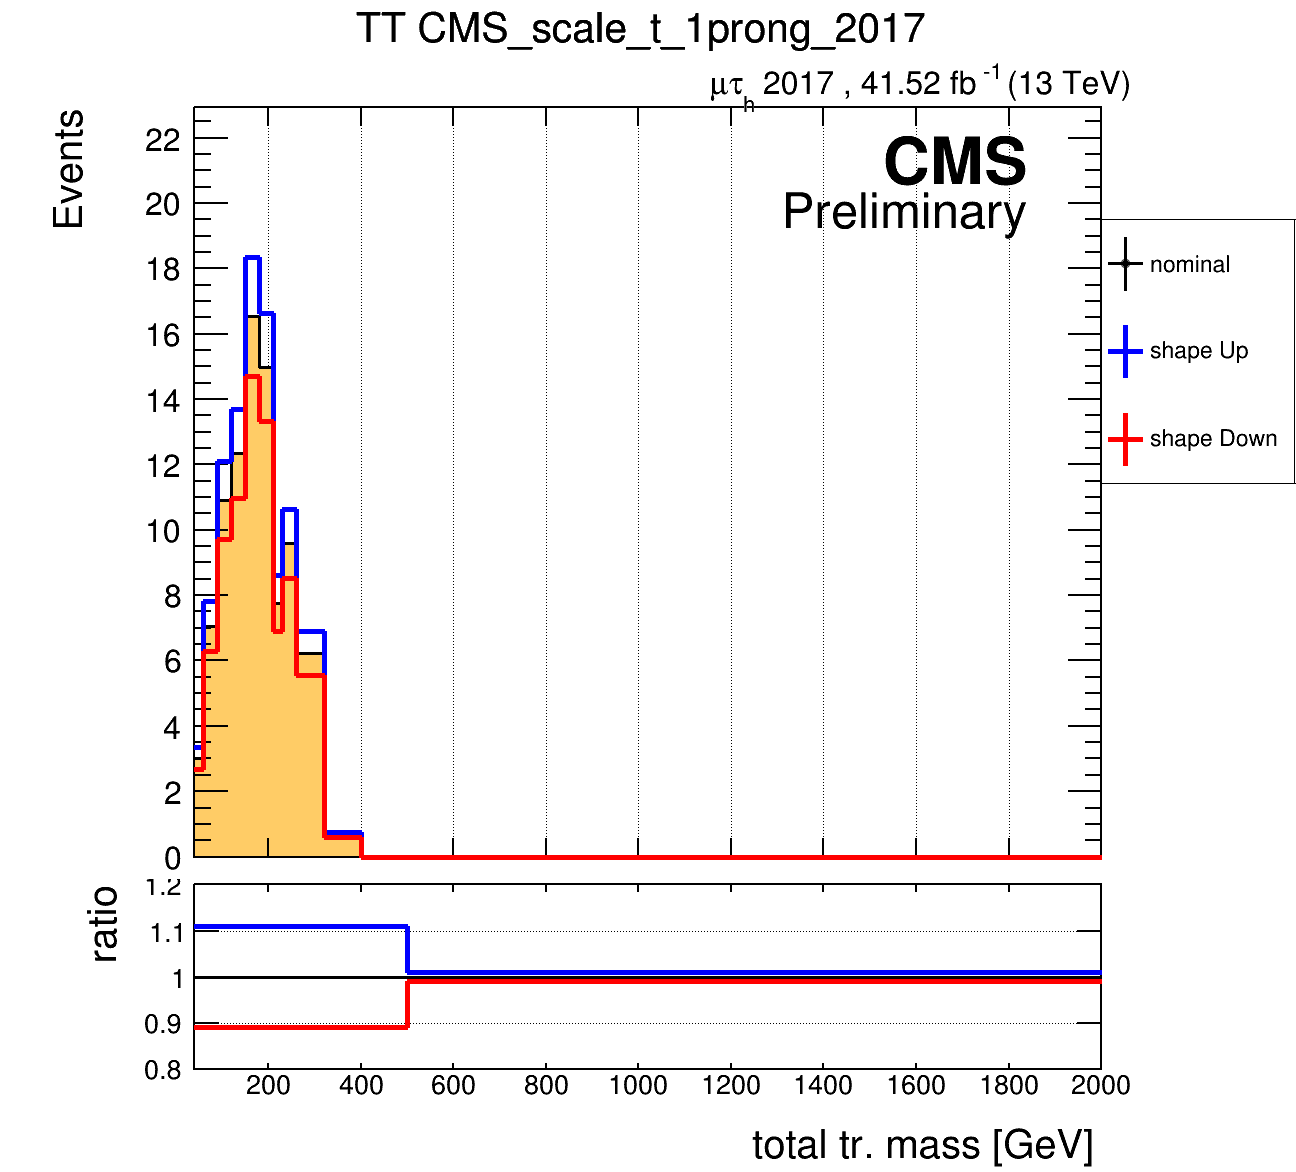 TT CMS_scale_t_1prong_2017
μτh 2017 , 41.52 fb-1 (13 TeV)
Events
22
20
18
16
14
12
10
8
6
4
2
0
CMS
Preliminary
nominal
shape Up
shape Down
ratio
1.2
1.1
1
0.9
0.8
200 400 600 800 1000 1200 1400 1600 1800 2000
total tr. mass [GeV]